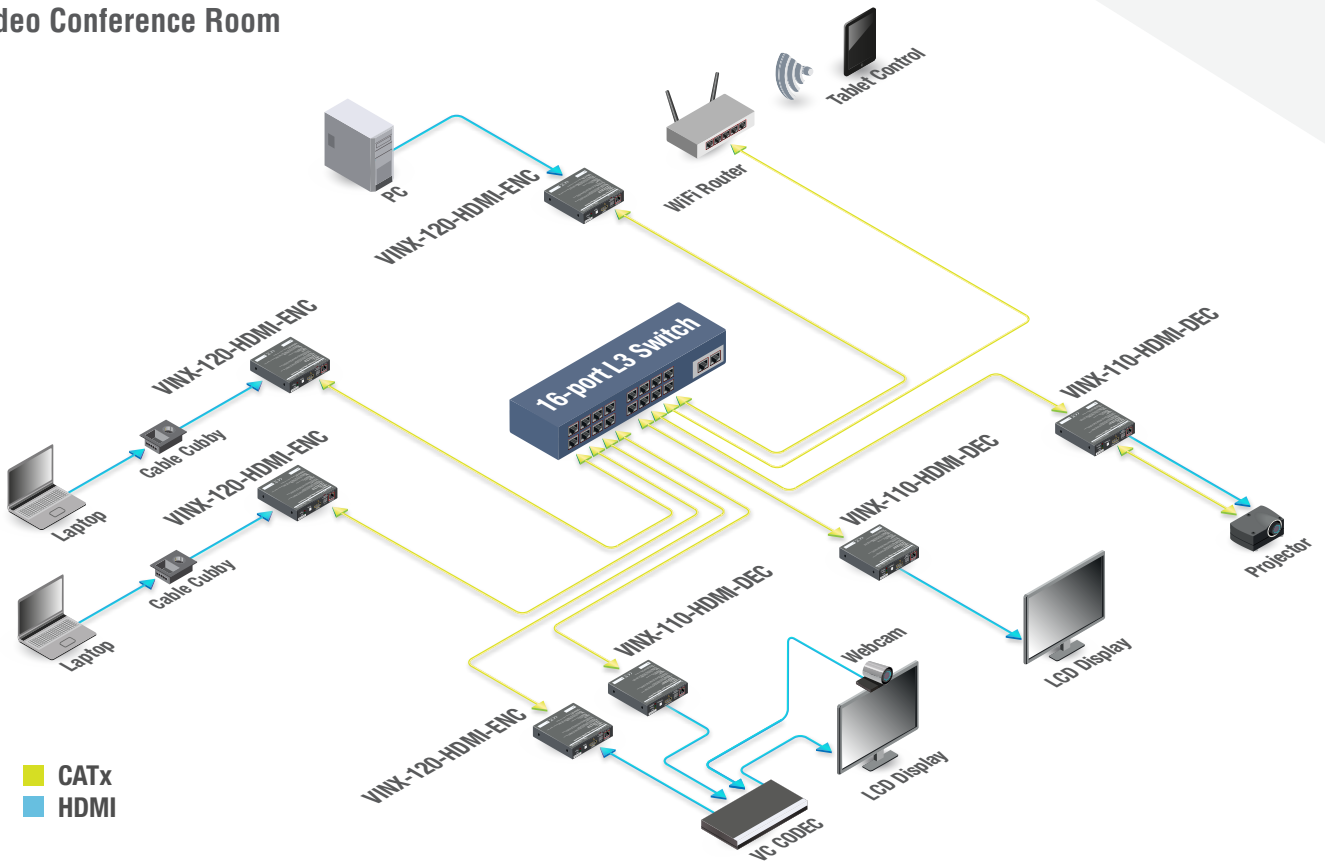 deo Conference Room
Tablet Control
WiFi Router
PC
VINX-120-HDMI-ENC
VINX-120-HDMI-ENC
16-port L3 Switch
VINX-110-HDMI-DEC
Cable Cubby
Laptop
VINX-120-HDMI-ENC
VINX-110-HDMI-DEC
Projector
Cable Cubby
Laptop
VINX-110-HDMI-DEC
Webcam
LCD Display
VINX-120-HDMI-ENC
LCD Display
VC CODEC
CATx
HDMI